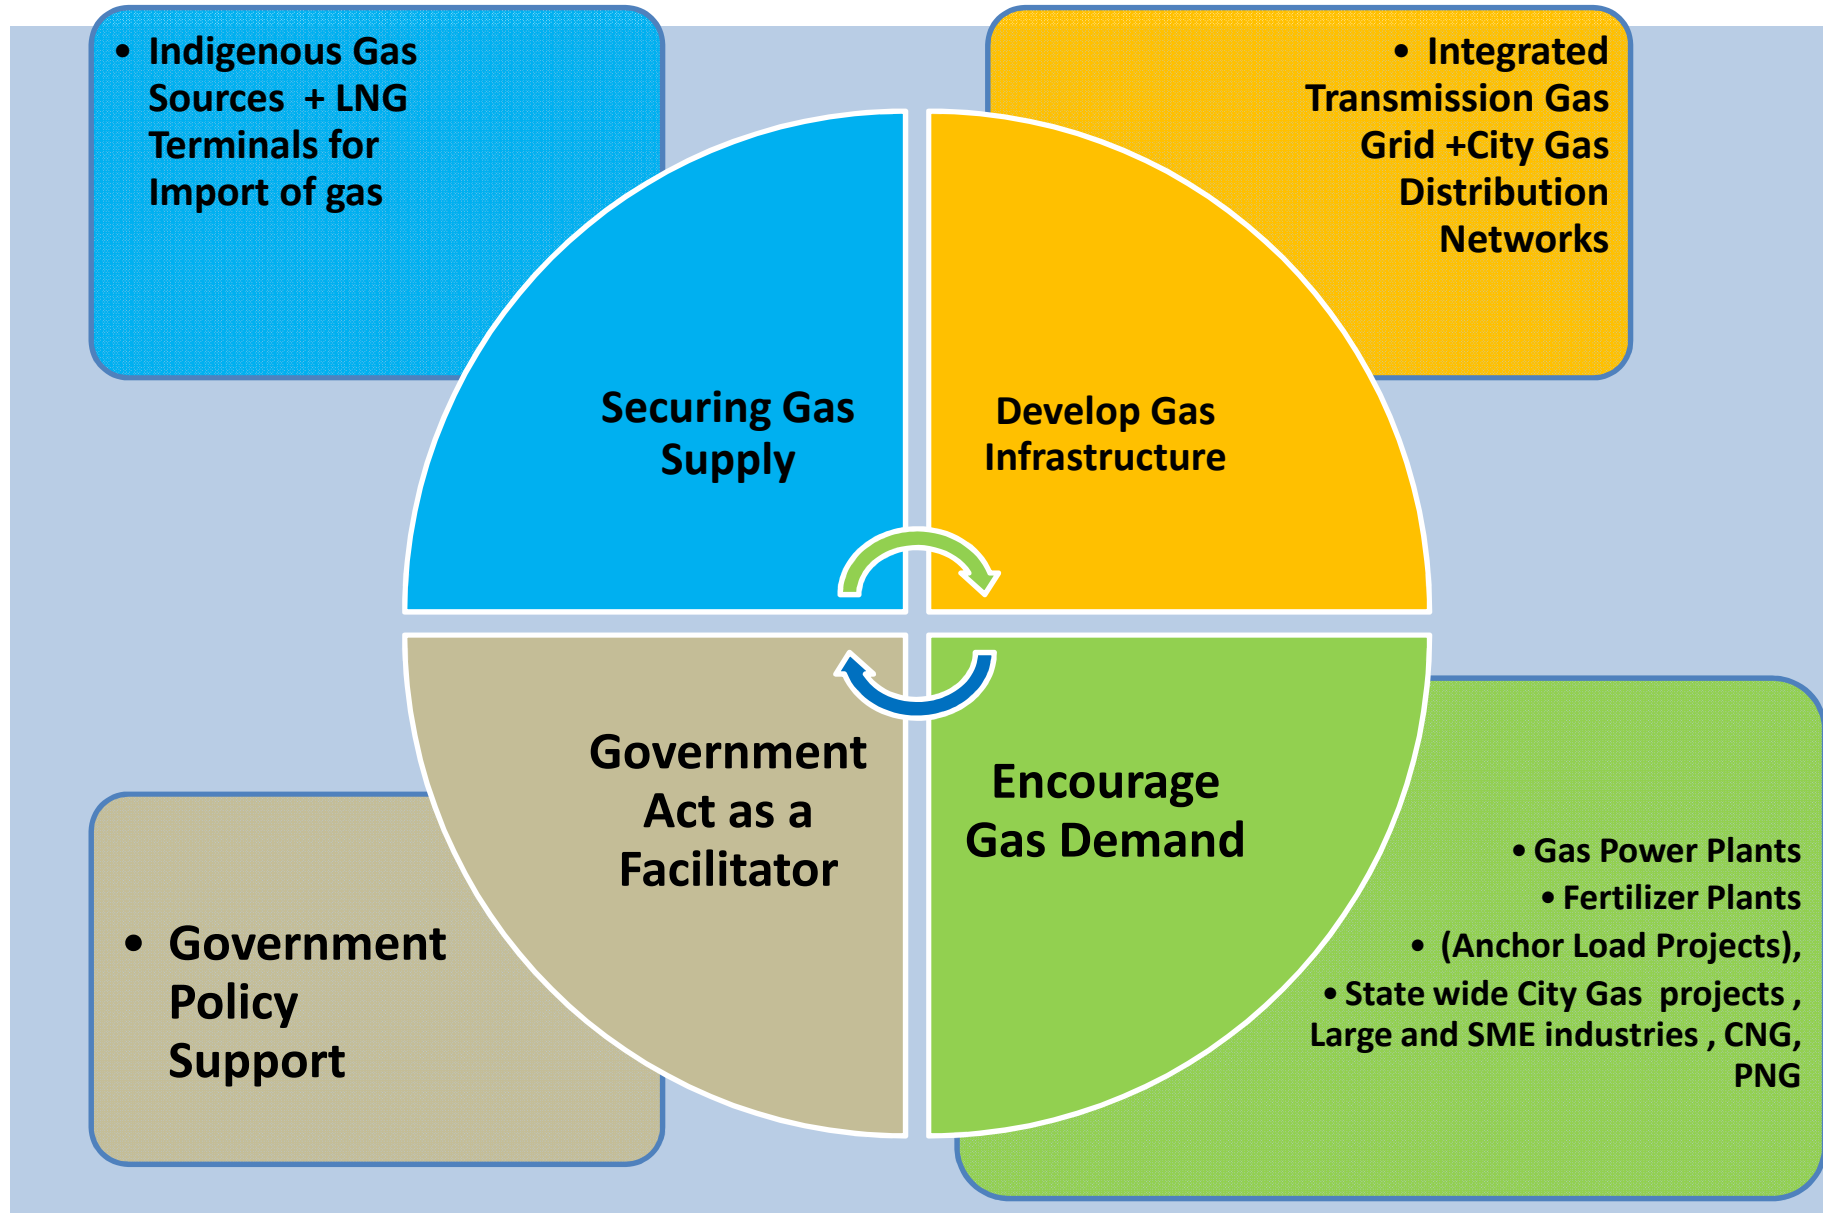 • Indigenous Gas
Sources + LNG
Terminals for
Import of gas
• Integrated
Transmission Gas
Grid +City Gas
Distribution
Networks
Securing Gas
Supply
Develop Gas
Infrastructure
Government
Act as a
Facilitator
Encourage
Gas Demand
• Government
Policy
Support
• Gas Power Plants
• Fertilizer Plants
• (Anchor Load Projects),
• State wide City Gas projects ,
Large and SME industries , CNG,
PNG